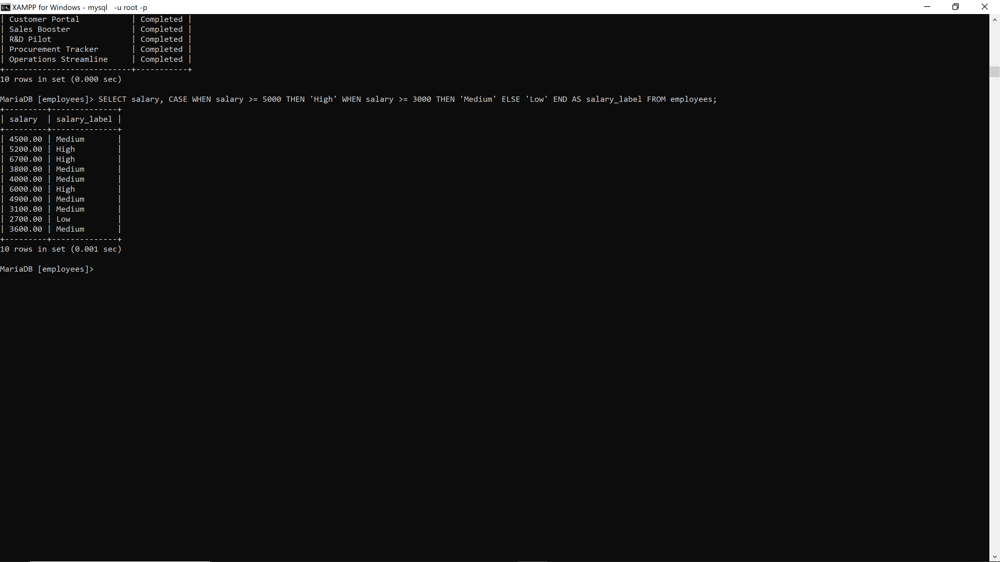 XAMPP for Windows - mysql   -u root -p
| Customer Portal           | Completed |
| Sales Booster             | Completed |
| R&D Pilot                 | Completed |
| Procurement Tracker       | Completed |
| Operations Streamline     | Completed |
+---------------------------+-----------+
10 rows in set (0.000 sec)
MariaDB [employees]> SELECT salary, CASE WHEN salary >= 5000 THEN 'High' WHEN salary >= 3000 THEN 'Medium' ELSE 'Low' END AS salary_label FROM employees;
+---------+--------------+
| salary  | salary_label |
+---------+--------------+
| 4500.00 | Medium       |
| 5200.00 | High         |
| 6700.00 | High         |
| 3800.00 | Medium       |
| 4000.00 | Medium       |
| 6000.00 | High         |
| 4900.00 | Medium       |
| 3100.00 | Medium       |
| 2700.00 | Low          |
| 3600.00 | Medium       |
+---------+--------------+
10 rows in set (0.001 sec)
MariaDB [employees]>